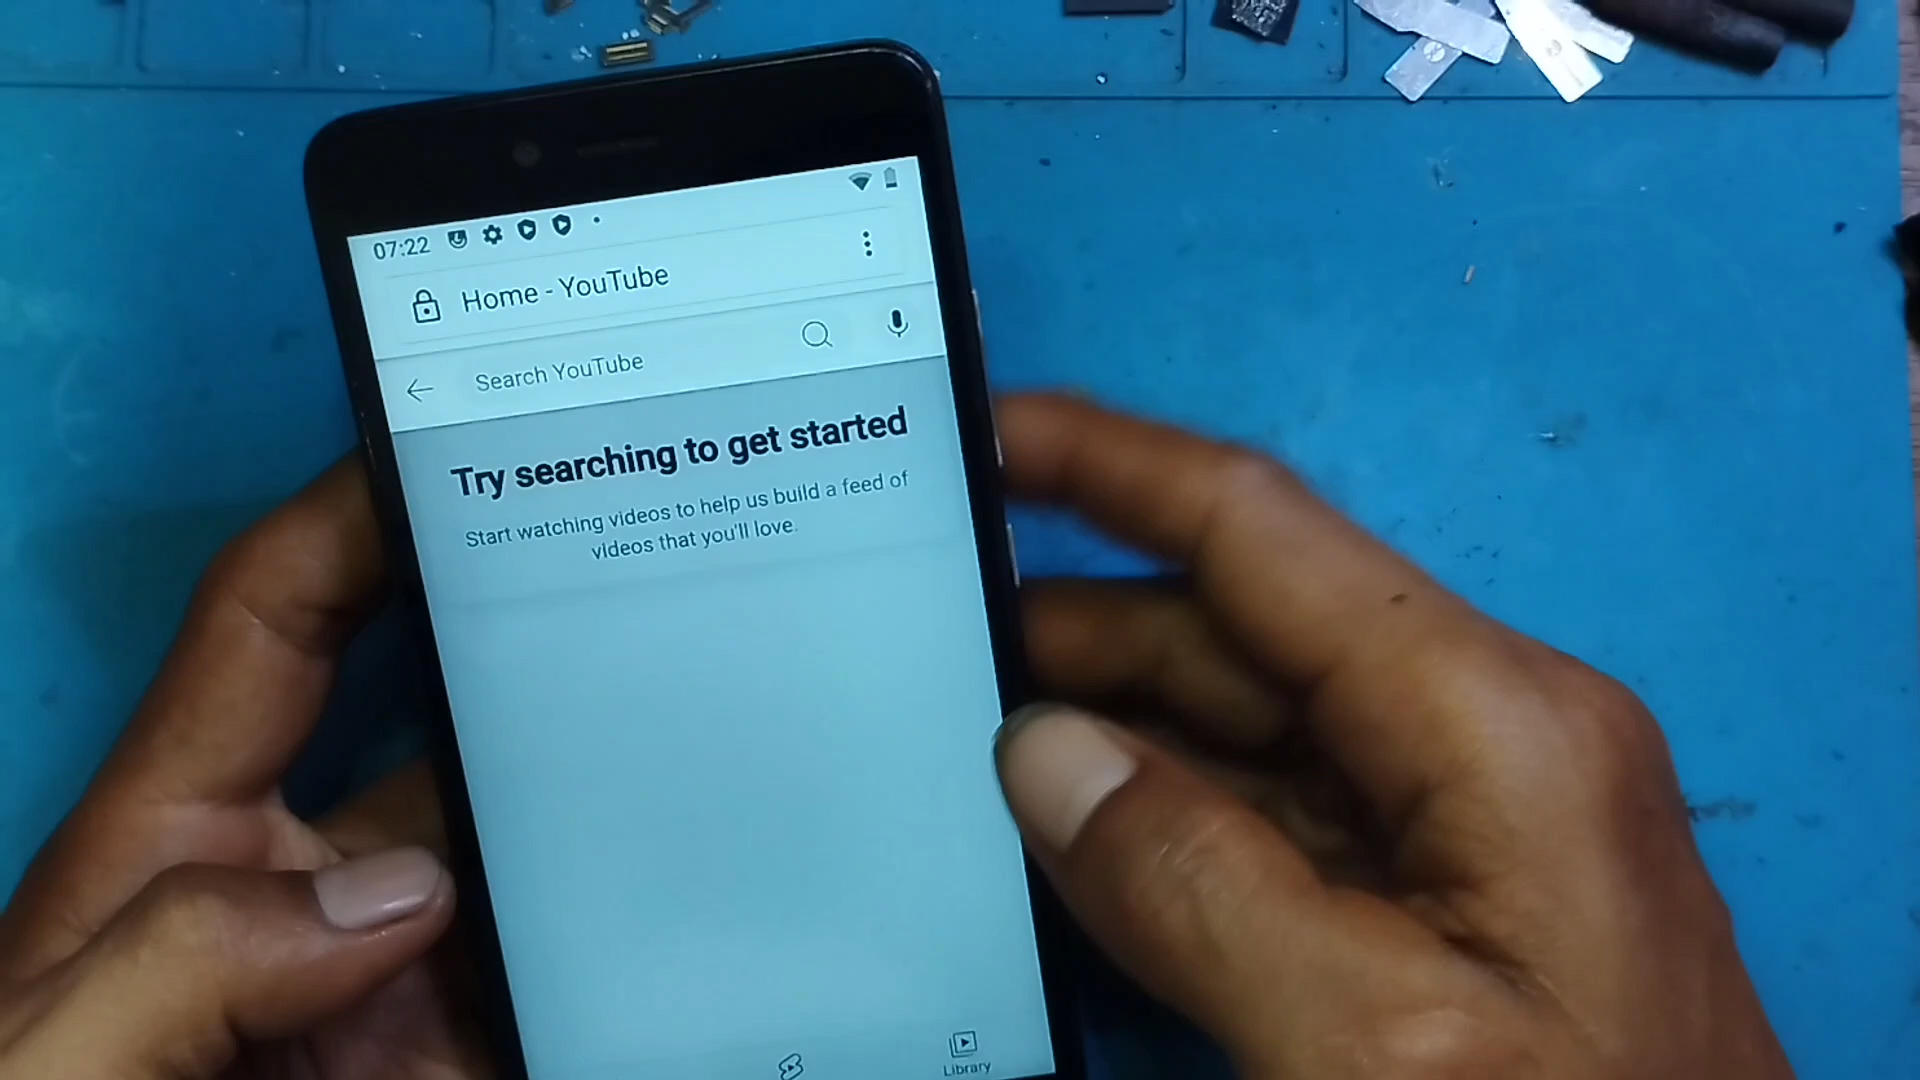 07:22
Home - YouTube
Search YouTube
Try searching to get started
Start watching videos to help us build a feed of
videos that you'll love.
Library